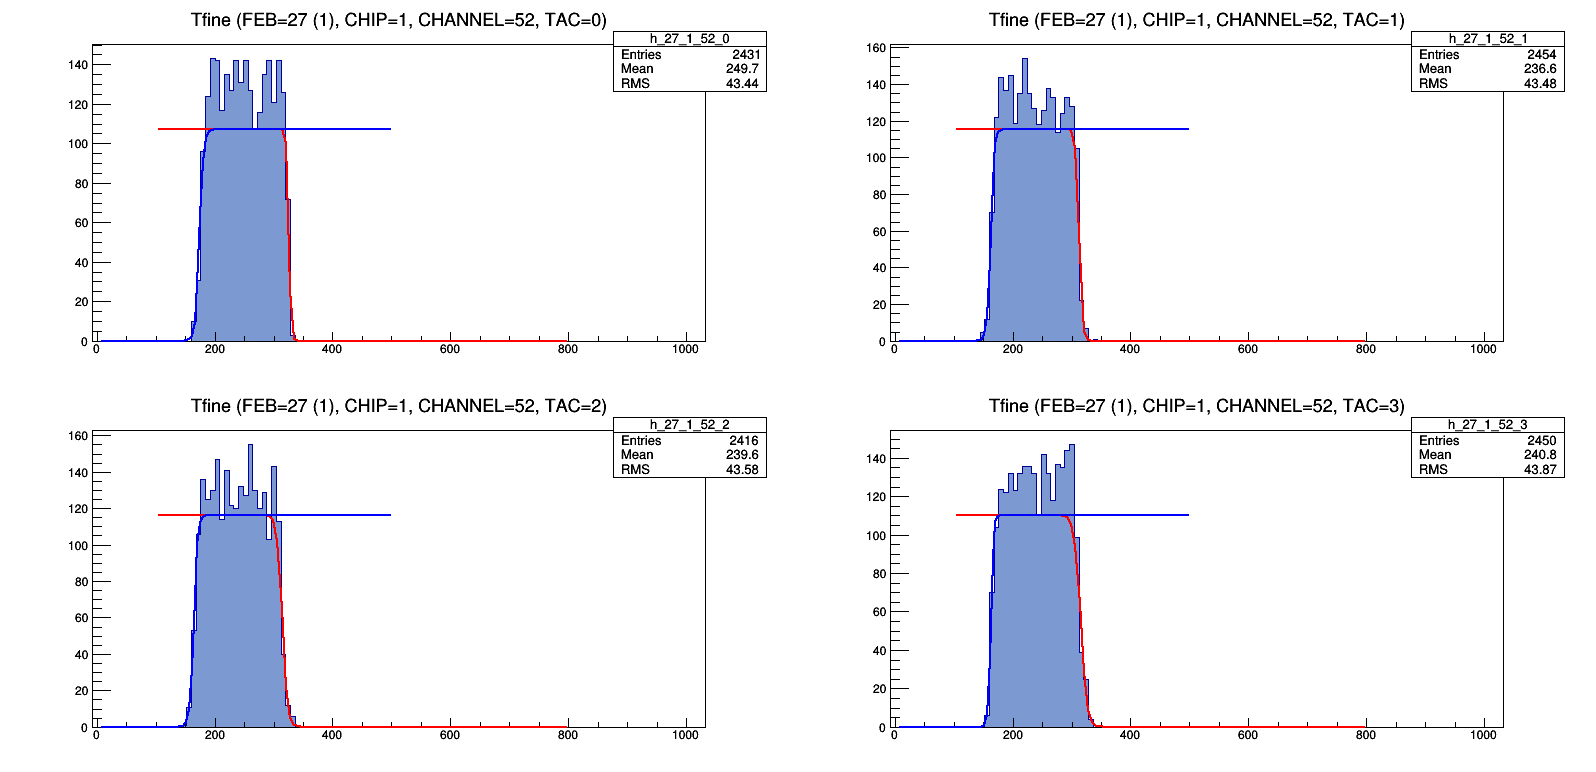 Tfine (FEB=27 (1), CHIP=1, CHANNEL=52, TAC=0)
h_27_1_52_0
Entries 2431
Mean 249.7
RMS 43.44
140
120
100
80
60
40
20
0
0 200 400 600 800 1000
Tfine (FEB=27 (1), CHIP=1, CHANNEL=52, TAC=1)
h_27_1_52_1
Entries 2454
Mean 236.6
RMS 43.48
160
140
120
100
80
60
40
20
0
0 200 400 600 800 1000
Tfine (FEB=27 (1), CHIP=1, CHANNEL=52, TAC=2)
h_27_1_52_2
Entries 2416
Mean 239.6
RMS 43.58
160
140
120
100
80
60
40
20
0
0 200 400 600 800 1000
Tfine (FEB=27 (1), CHIP=1, CHANNEL=52, TAC=3)
h_27_1_52_3
Entries 2450
Mean 240.8
RMS 43.87
140
120
100
80
60
40
20
0
0 200 400 600 800 1000